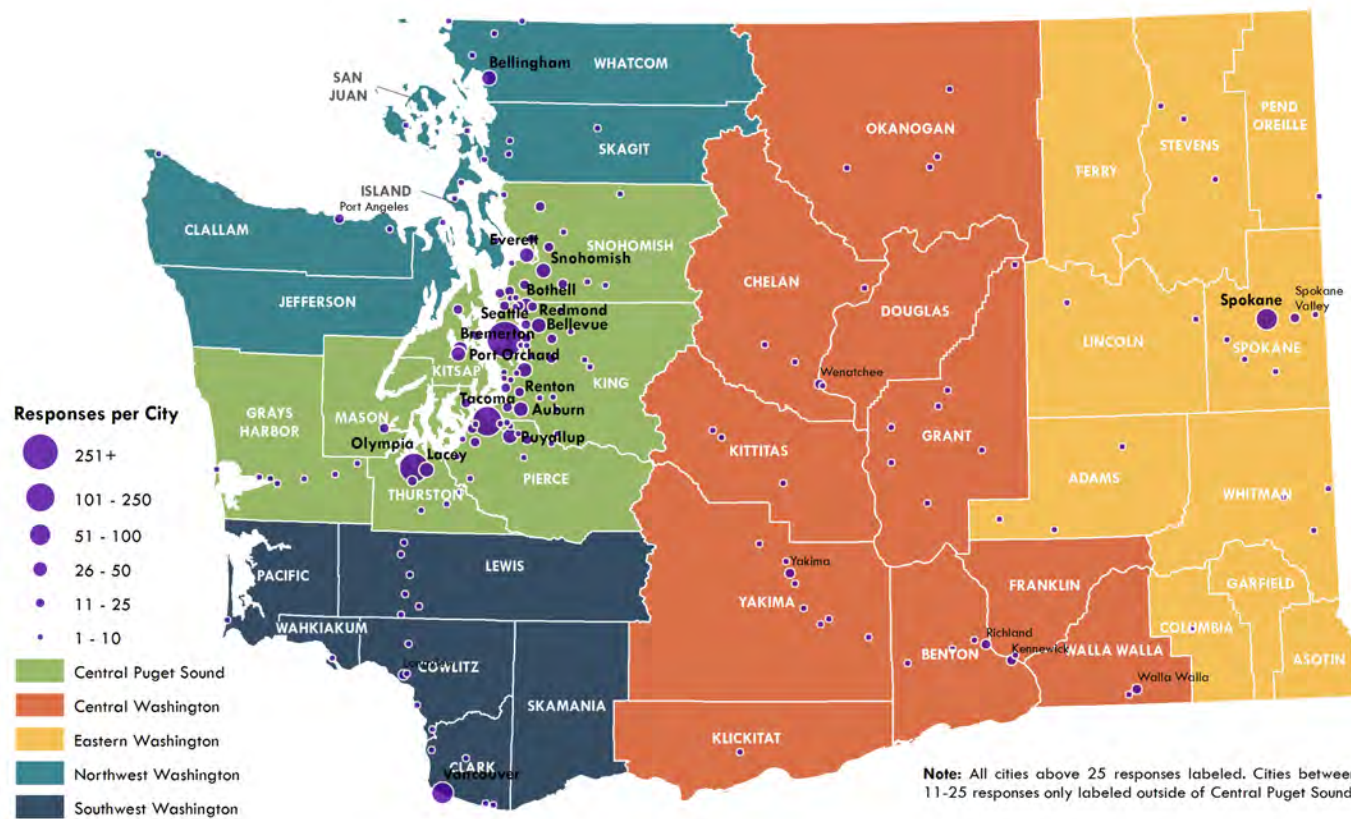 WHATCOM
Bellingham
SAN
JUAN
SKAGIT
ISLAND
Port Angeles
CLALLAM
JEFFERSON
OKANOGAN
FERRY
STEVENS
PEND
OREILLE
Everett
SNOHOMISH
Snohomish
Bothell
Seattle
Redmond
Bellevue
Bremerton
Port Orchard
KITSAP
KING
Renton
Tacoma
Auburn
Puyallup
GRAYS
HARBOR
MASON
Olympia
Lacey
THURSTON
PIERCE
CHELAN
DOUGLAS
Wenatchee
KITTITAS
GRANT
LINCOLN
Spokane
Spokane
Valley
SPOKANE
ADAMS
WHITMAN
PACIFIC
LEWIS
WAHKIAKUM
COWLITZ
SKAMANIA
CLARK
Vancouver
Yakima
YAKIMA
KLICKITAT
BENTON
FRANKLIN
Richland
Kennewick
WALLA WALLA
Walla Walla
COLUMBIA
GARFIELD
ASOTIN
Responses per City
251+
101 - 250
51 - 100
26 - 50
11 - 25
1 - 10
Central Puget Sound
Central Washington
Eastern Washington
Northwest Washington
Southwest Washington
Note: All cities above 25 responses labeled. Cities between
11-25 responses only labeled outside of Central Puget Sound